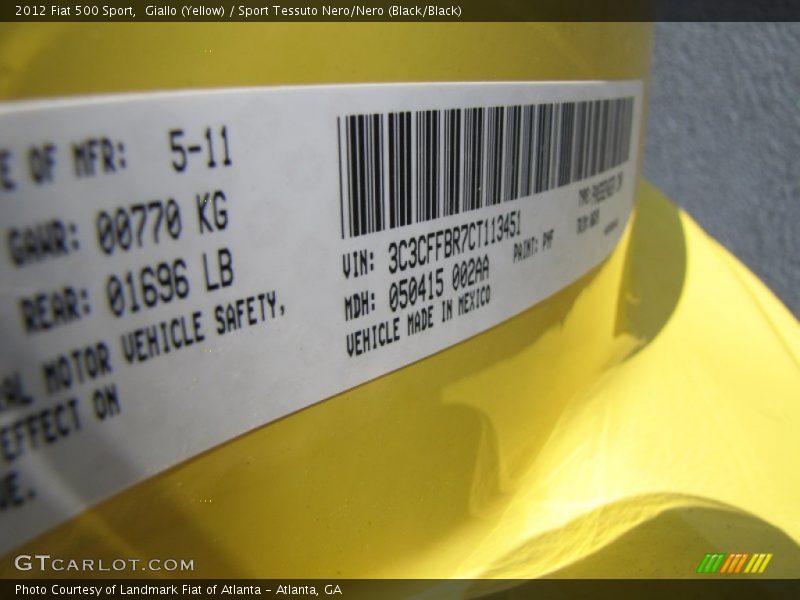 2012 Fiat 500 Sport,  Giallo (Yellow) / Sport Tessuto Nero/Nero (Black/Black)
E OF MFR: 5-11
GAWR: 00770 KG
REAR: 01696 LB
AL MOTOR VEHICLE SAFETY,
EFFECT ON
VE.
VIN: 3C3CFFBR7CT113451
MDH: 050415 002AA
PAINT:
VEHICLE MADE IN MEXICO
GTCARLOT.COM
Photo Courtesy of Landmark Fiat of Atlanta - Atlanta, GA